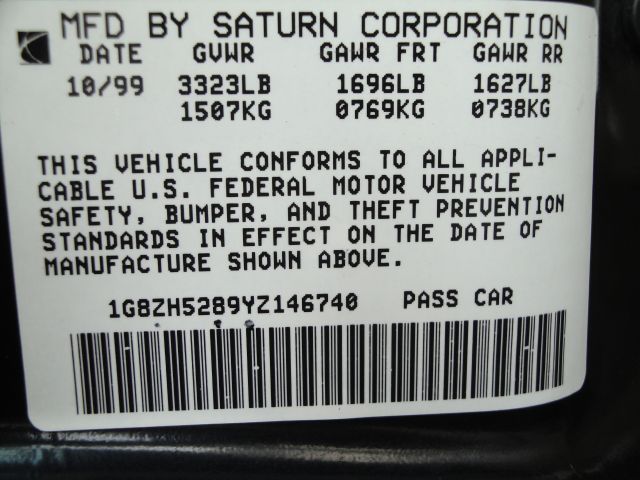 MFD BY SATURN CORPORATION
DATE GVWR GAWR FRT GAWR RR
10/99 3323LB 1696LB 1627LB
1507KG 0769KG 0738KG
THIS VEHICLE CONFORMS TO ALL APPLI-
CABLE U.S. FEDERAL MOTOR VEHICLE
SAFETY, BUMPER, AND THEFT PREVENTION
STANDARDS IN EFFECT ON THE DATE OF
MANUFACTURE SHOWN ABOVE.
1G8ZH5289YZ146740 PASS CAR